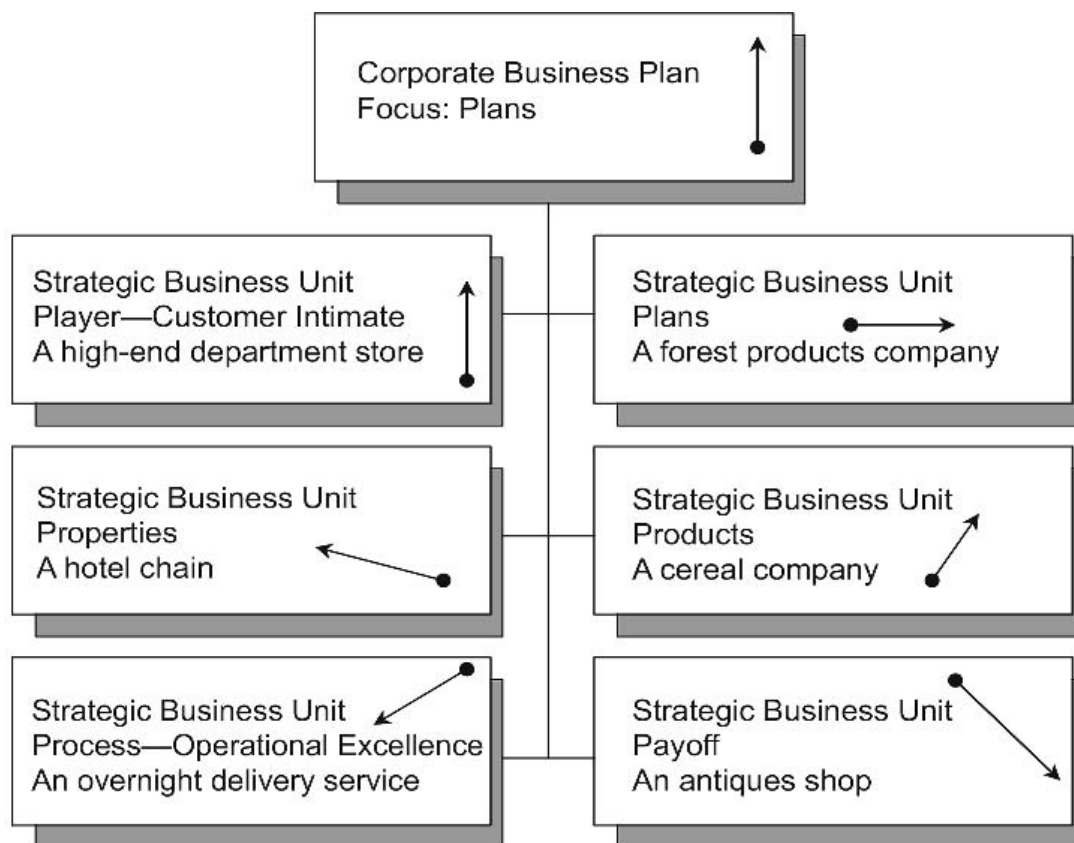 Corporate Business Plan
Focus: Plans
Strategic Business Unit
Player—Customer Intimate
A high-end department store
Strategic Business Unit
Plans
A forest products company
Strategic Business Unit
Properties
A hotel chain
Strategic Business Unit
Products
A cereal company
Strategic Business Unit
Process—Operational Excellence
An overnight delivery service
Strategic Business Unit
Payoff
An antiques shop